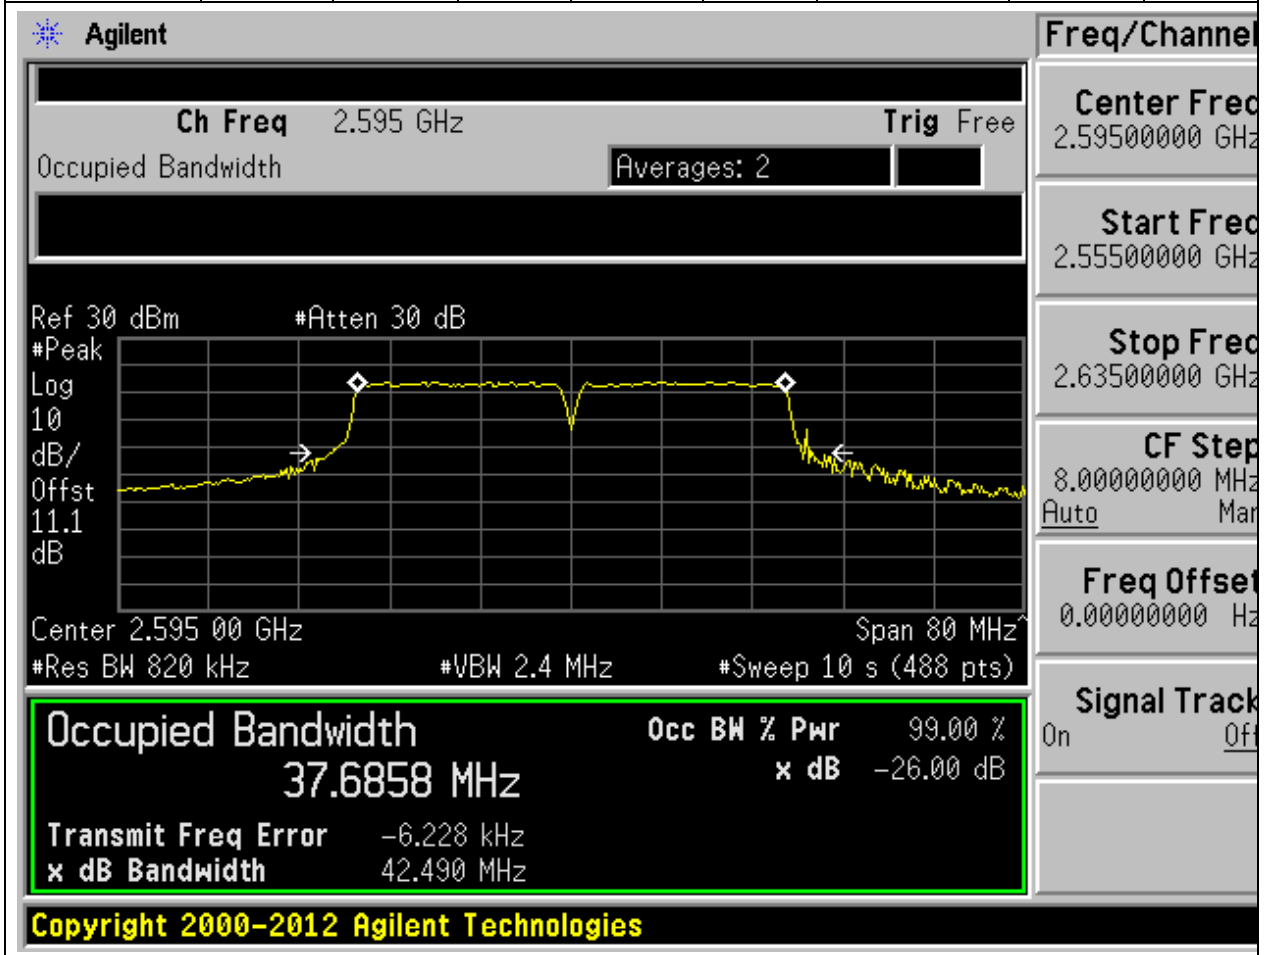 Agilent
Freq/Channel
Ch Freq 2.595 GHz Trig Free
Occupied Bandwidth Averages: 2
Center Freq
2.59500000 GHz
Start Freq
2.55500000 GHz
Stop Freq
2.63500000 GHz
CF Step
8.00000000 MHz
Auto Man
Freq Offset
0.00000000 Hz
Signal Track
On Off
Ref 30 dBm #Atten 30 dB
#Peak
Log
10
dB/
Offst
11.1
dB
Center 2.595 00 GHz Span 80 MHz^
#Res BW 820 kHz #VBW 2.4 MHz #Sweep 10 s (488 pts)
Occupied Bandwidth Occ BW % Pwr 99.00 %
37.6858 MHz x dB -26.00 dB
Transmit Freq Error -6.228 kHz
x dB Bandwidth 42.490 MHz
Copyright 2000-2012 Agilent Technologies